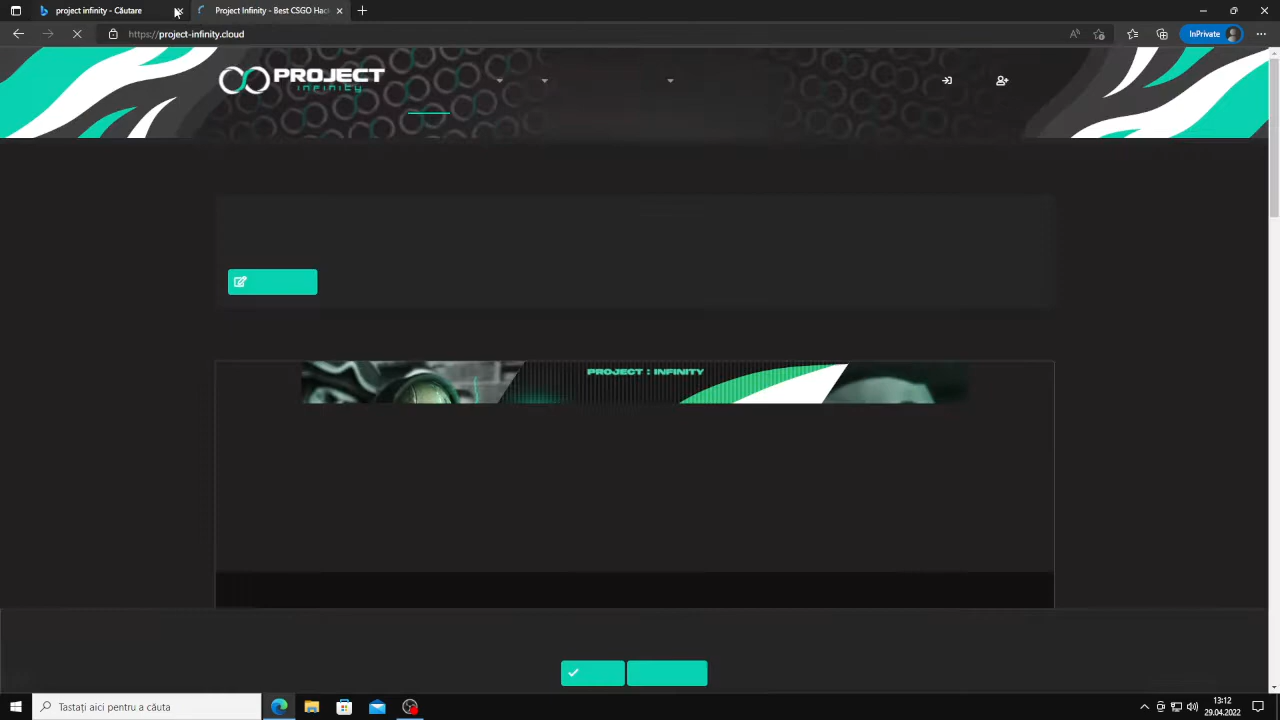 project infinity - Căutare
Project Infinity - Best CSGO Hac
https://project-infinity.cloud
InPrivate
PROJECT
infinity
PROJECT : INFINITY
Tastați aici pentru a căuta
13:12
29.04.2022